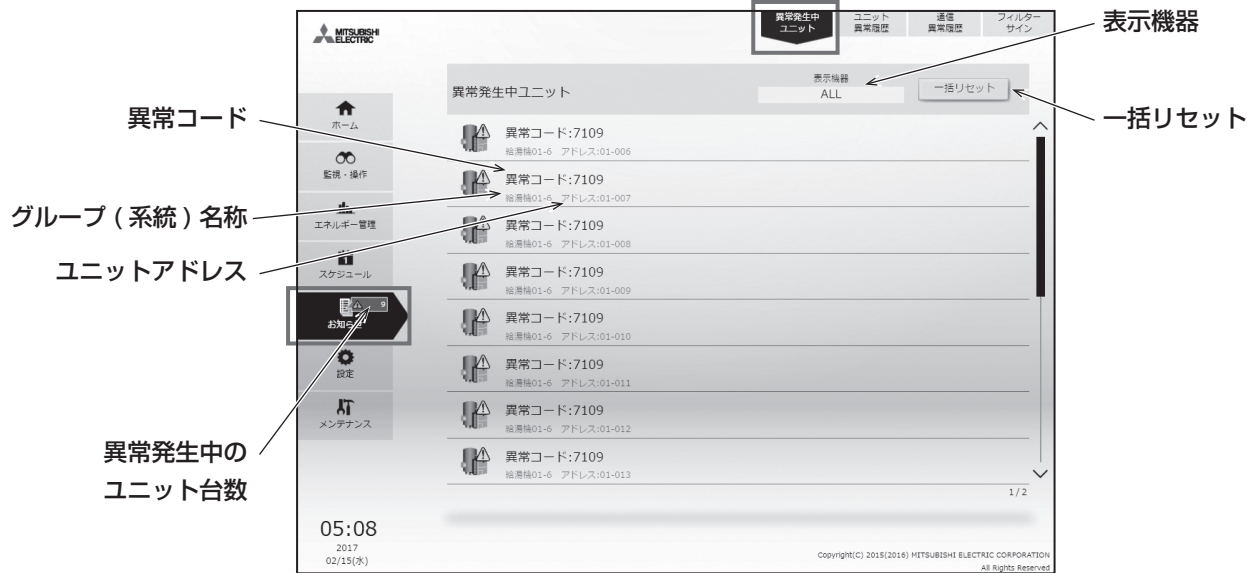 MITSUBISHI
ELECTRIC
異常発生中
ユニット
ユニット
異常履歴
通信
異常履歴
フィルター
サイン
表示機器
異常発生中ユニット
表示機器
ALL
一括リセット
一括リセット
異常コード
グループ ( 系統 ) 名称
ユニットアドレス
異常発生中の
ユニット台数
ホーム
監視・操作
エネルギー管理
スケジュール
9
お知らせ
設定
メンテナンス
異常コード:7109
給湯機01-6 アドレス:01-006
異常コード:7109
給湯機01-6 アドレス:01-007
異常コード:7109
給湯機01-6 アドレス:01-008
異常コード:7109
給湯機01-6 アドレス:01-009
異常コード:7109
給湯機01-6 アドレス:01-010
異常コード:7109
給湯機01-6 アドレス:01-011
異常コード:7109
給湯機01-6 アドレス:01-012
異常コード:7109
給湯機01-6 アドレス:01-013
1/2
05:08
2017
02/15(水)
Copyright(C) 2015(2016) MITSUBISHI ELECTRIC CORPORATION
All Rights Reserved